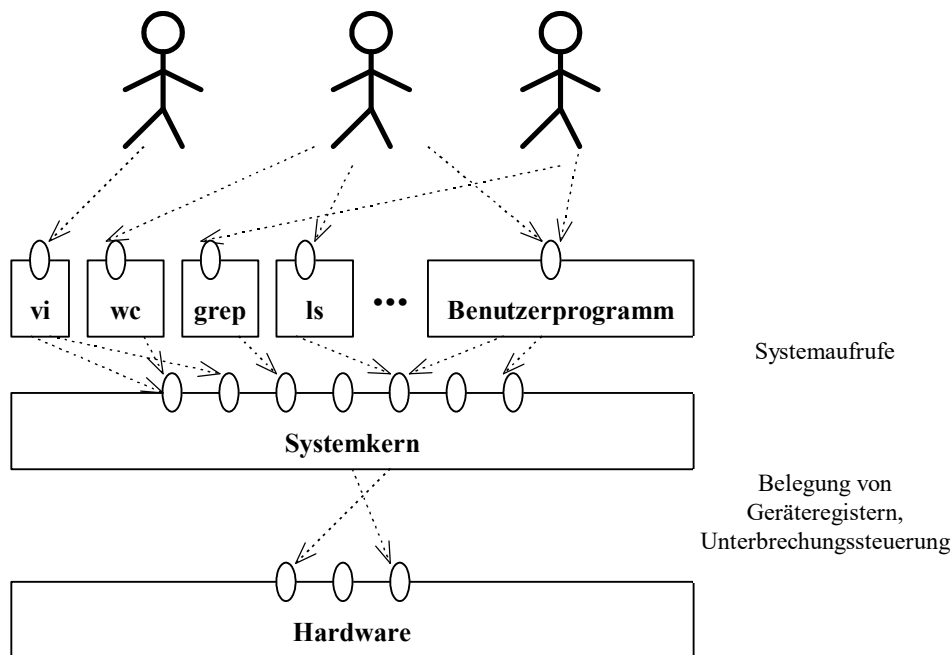 vi wc grep ls ... Benutzerprogramm
Systemaufrufe
Systemkern
Belegung von
Geräteregistern,
Unterbrechungssteuerung
Hardware